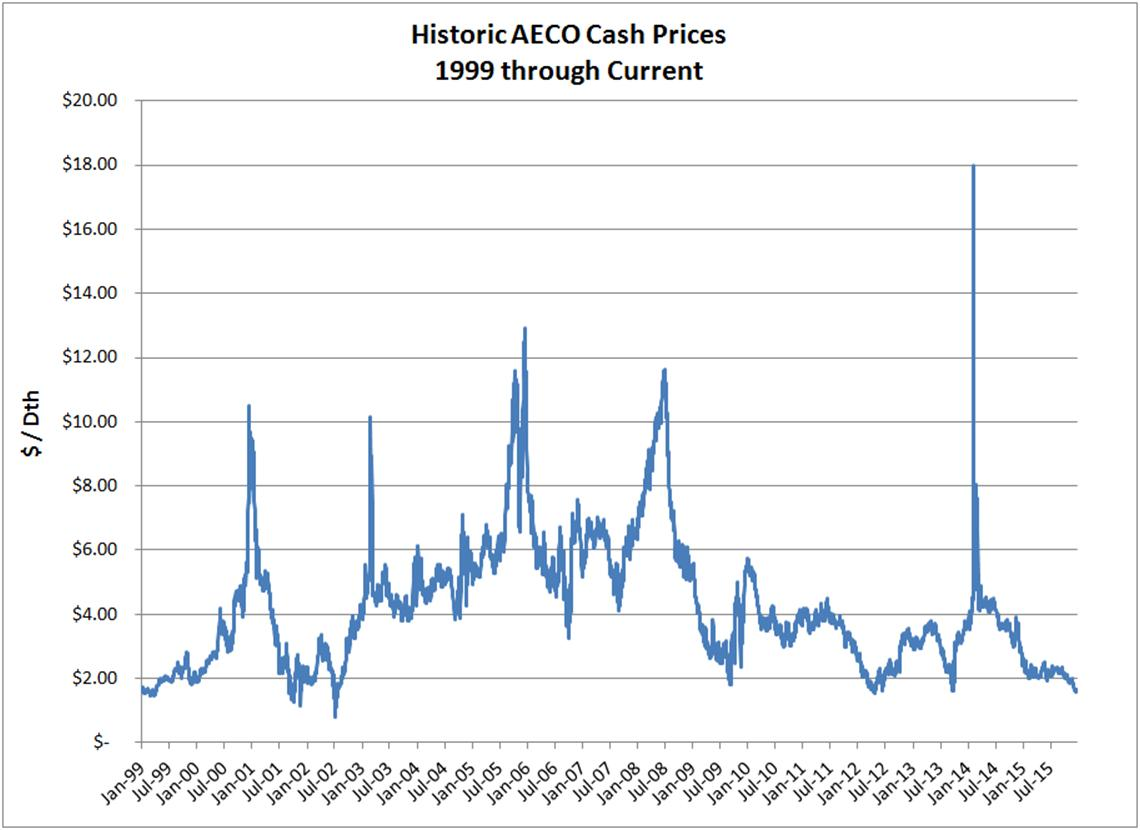 Historic AECO Cash Prices
1999 through Current
$20.00
$18.00
$16.00
$14.00
$12.00
$10.00
$8.00
$6.00
$4.00
$2.00
$-
$ / Dth
Jan-99
Jul-99
Jan-00
Jul-00
Jan-01
Jul-01
Jan-02
Jul-02
Jan-03
Jul-03
Jan-04
Jul-04
Jan-05
Jul-05
Jan-06
Jul-06
Jan-07
Jul-07
Jan-08
Jul-08
Jan-09
Jul-09
Jan-10
Jul-10
Jan-11
Jul-11
Jan-12
Jul-12
Jan-13
Jul-13
Jan-14
Jul-14
Jan-15
Jul-15